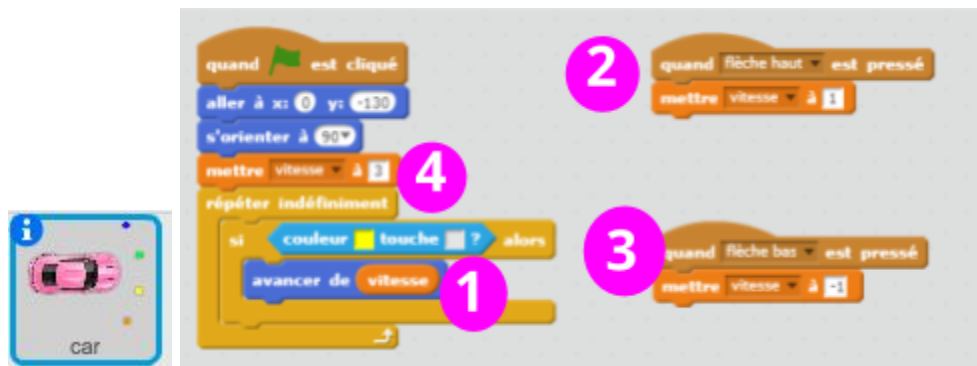 quand est cliqué
aller à x: 0 y: -130
s'orienter à 90
mettre vitesse à 3
4
répéter indéfiniment
si couleur touche ? alors
avancer de vitesse
1
2
quand flèche haut est pressé
mettre vitesse à 1
3
quand flèche bas est pressé
mettre vitesse à -1
i
car